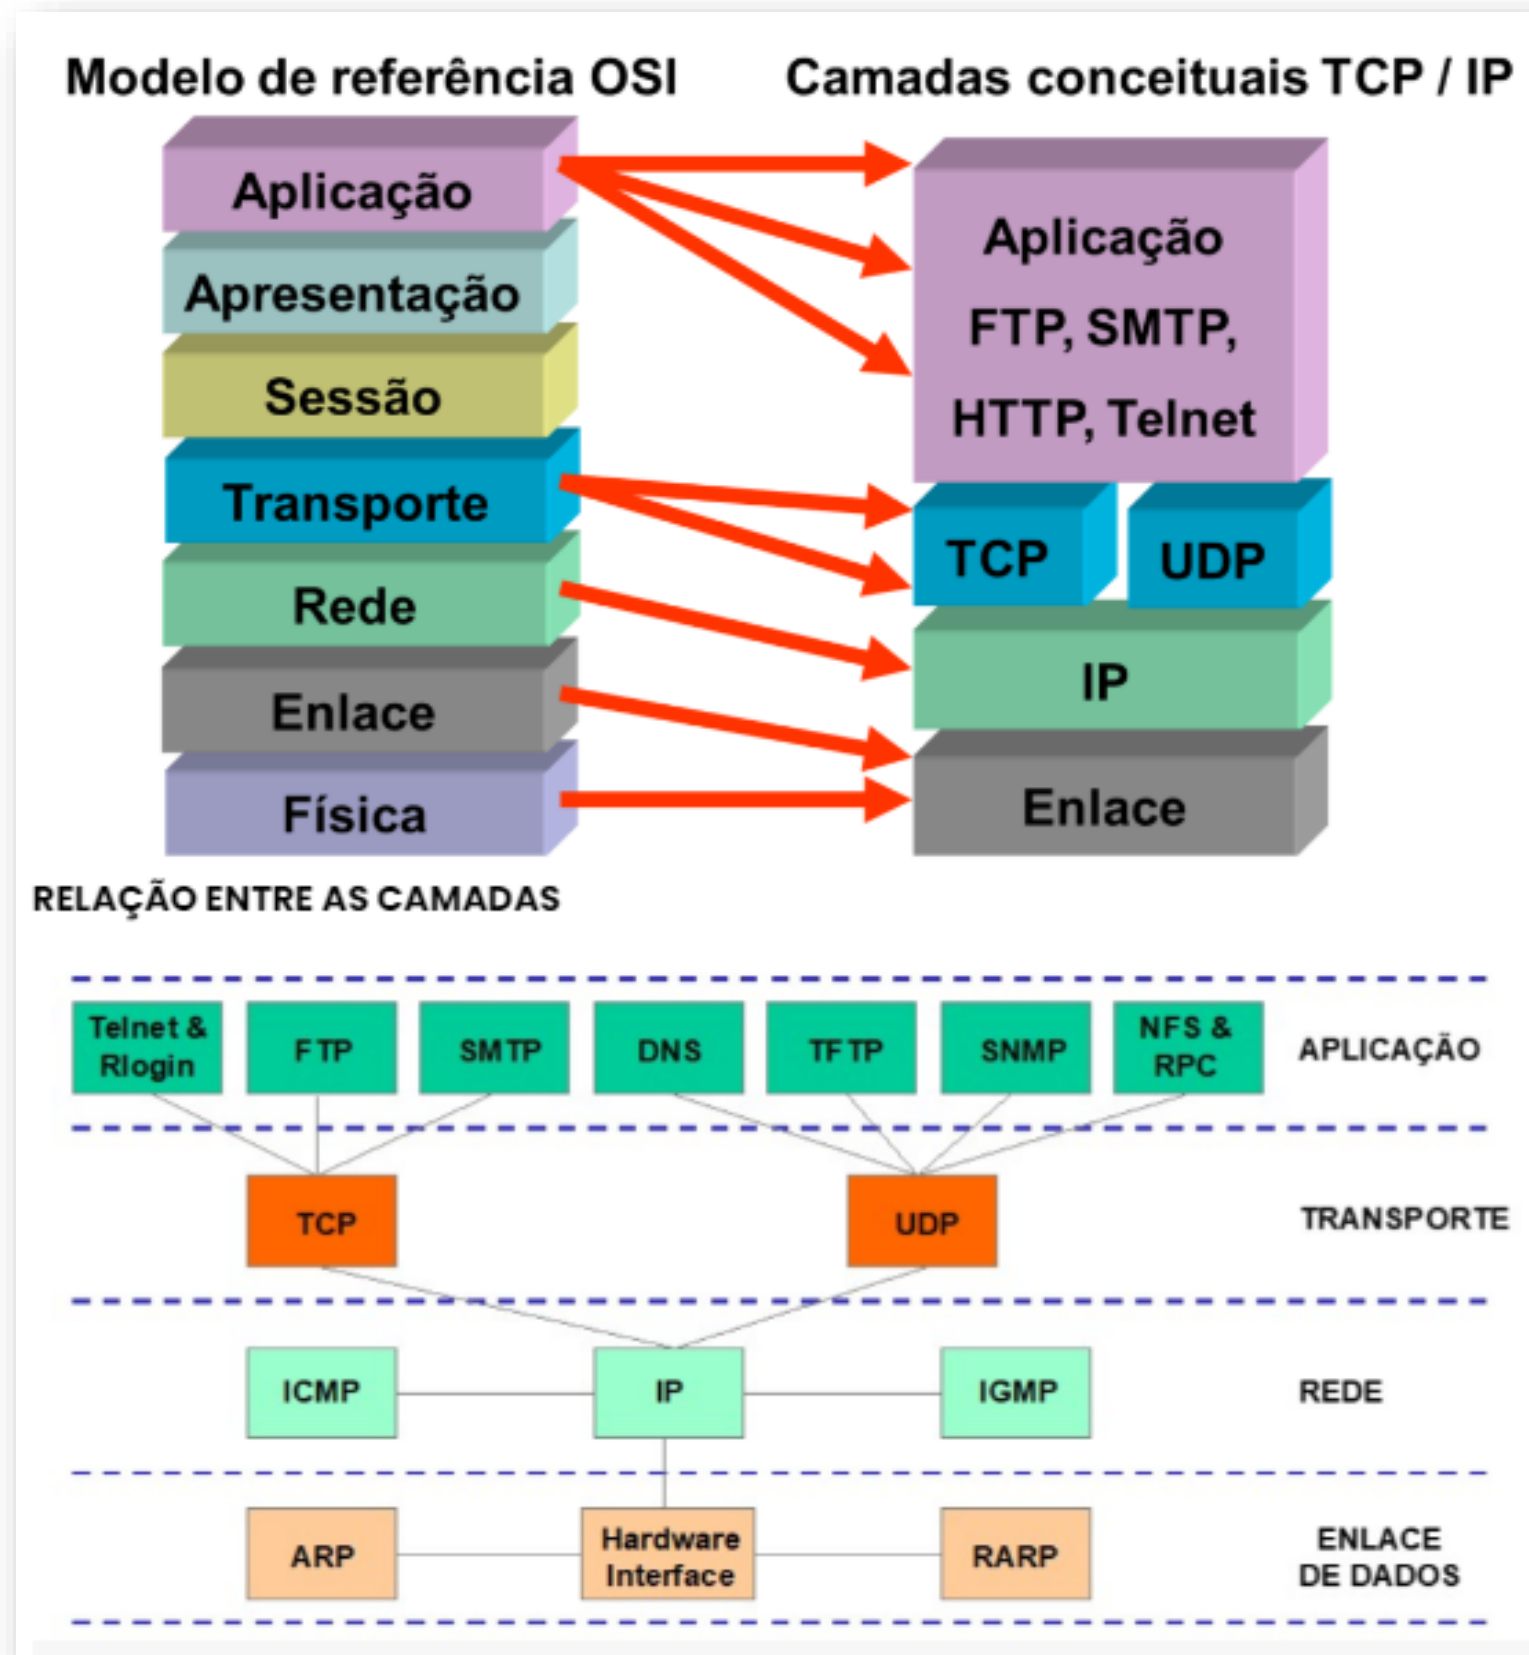 Modelo de referência OSI
Camadas conceituais TCP / IP
Aplicação
Apresentação
Sessão
Transporte
Rede
Enlace
Física
Aplicação
FTP, SMTP,
HTTP, Telnet
TCP
UDP
IP
Enlace
RELAÇÃO ENTRE AS CAMADAS
Telnet &
Rlogin
FTP
SMTP
DNS
TFTP
SNMP
NFS &
RPC
APLICAÇÃO
TCP
UDP
TRANSPORTE
ICMP
IP
IGMP
REDE
ARP
Hardware
Interface
RARP
ENLACE
DE DADOS